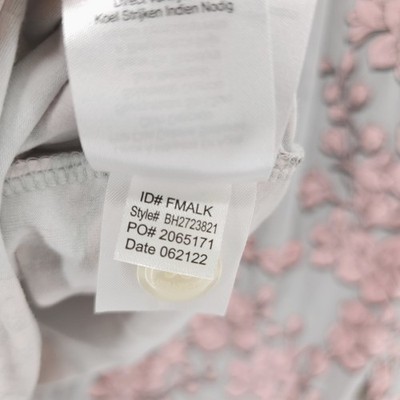 Koel Strijken Indien Nodig
ID# FMALK
Style# BH2723821
PO# 2065171
Date 062122